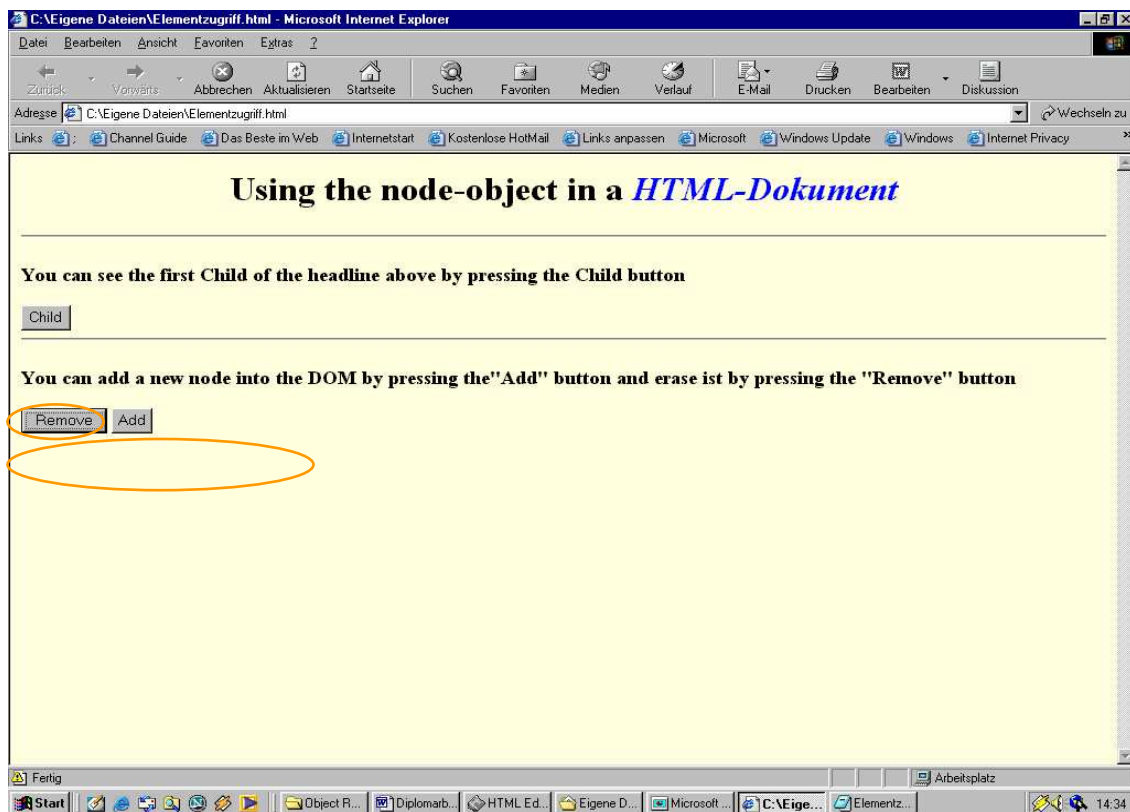 C:\Eigene Dateien\Elementzugriff.html - Microsoft Internet Explorer
Datei Bearbeiten Ansicht Favoriten Extras ?
Zurück Vorwärts Abbrechen Aktualisieren Startseite Suchen Favoriten Medien Verlauf E-Mail Drucken Bearbeiten Diskussion
Adresse C:\Eigene Dateien\Elementzugriff.html Wechseln zu
Links ; Channel Guide Das Beste im Web Internetstart Kostenlose HotMail Links anpassen Microsoft Windows Update Windows Internet Privacy »
Using the node-object in a HTML-Dokument
You can see the first Child of the headline above by pressing the Child button
Child
You can add a new node into the DOM by pressing the"Add" button and erase ist by pressing the "Remove" button
Remove Add
Fertig Arbeitsplatz
Start Object R... Diplomarb... HTML Ed... Eigene D... Microsoft ... C:\Eige... Elementz... 14:34